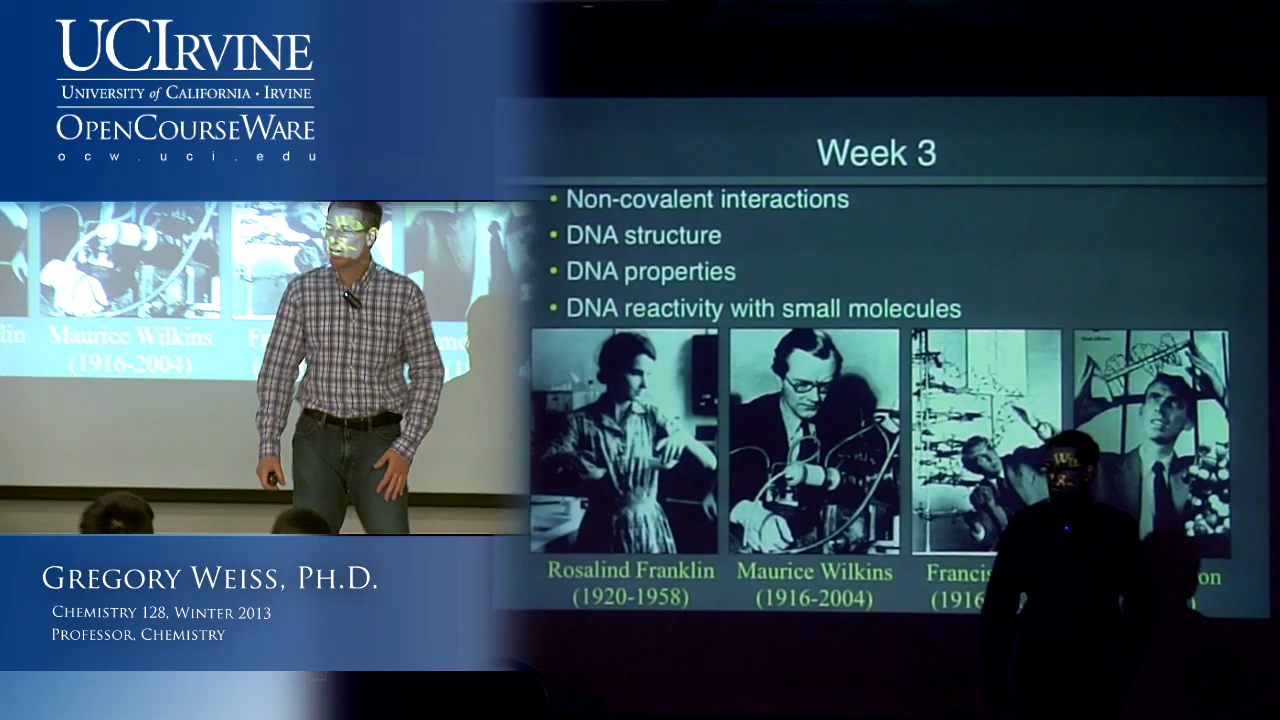 UCIRVINE
UNIVERSITY of CALIFORNIA · IRVINE
OPENCOURSEWARE
ocw.uci.edu
Maurice Wilkins
(1916-2004)
GREGORY WEISS, PH.D.
CHEMISTRY 128, WINTER 2013
PROFESSOR, CHEMISTRY
Week 3
• Non-covalent interactions
• DNA structure
• DNA properties
• DNA reactivity with small molecules
Rosalind Franklin
(1920-1958)
Maurice Wilkins
(1916-2004)
Francis
(1916